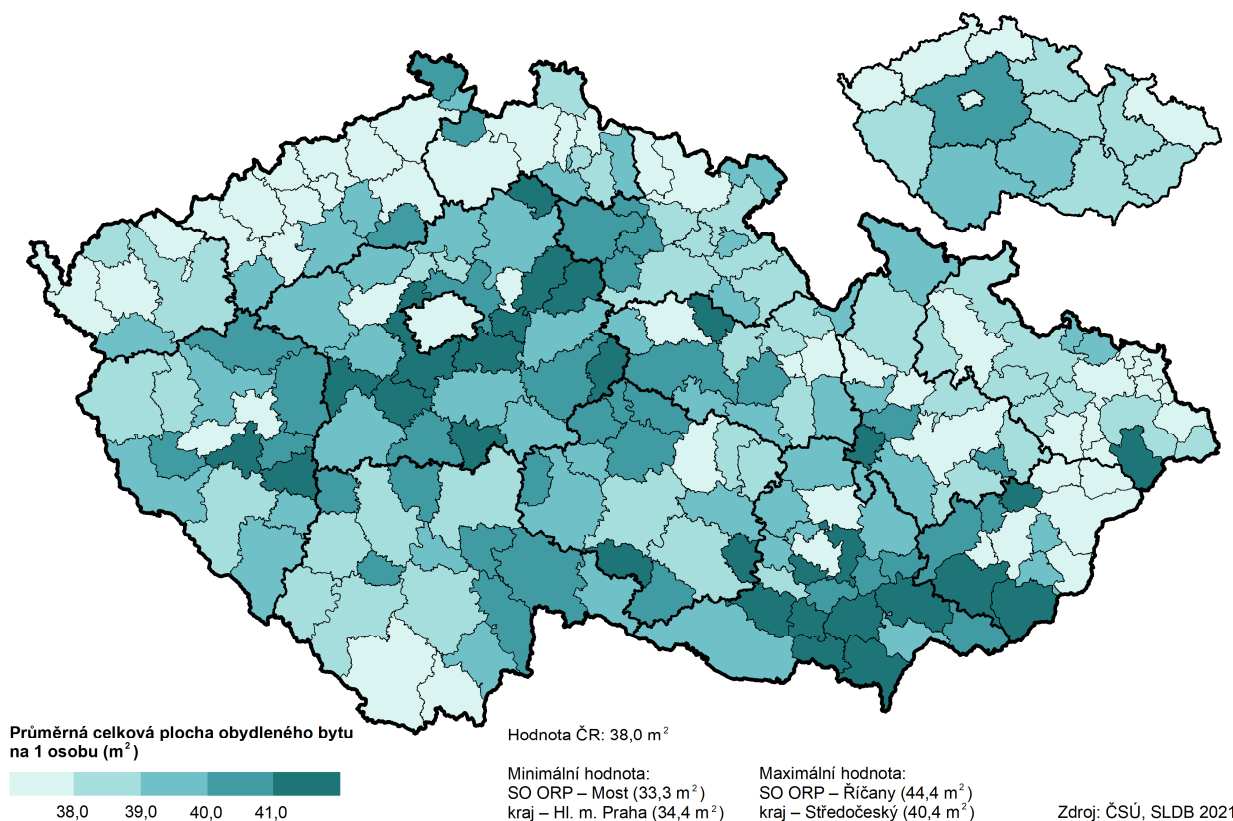 Průměrná celková plocha obydleného bytu
na 1 osobu (m²)
38,0 39,0 40,0 41,0
Hodnota ČR: 38,0 m²
Minimální hodnota:
SO ORP – Most (33,3 m²)
kraj – Hl. m. Praha (34,4 m²)
Maximální hodnota:
SO ORP – Říčany (44,4 m²)
kraj – Středočeský (40,4 m²)
Zdroj: ČSÚ, SLDB 2021